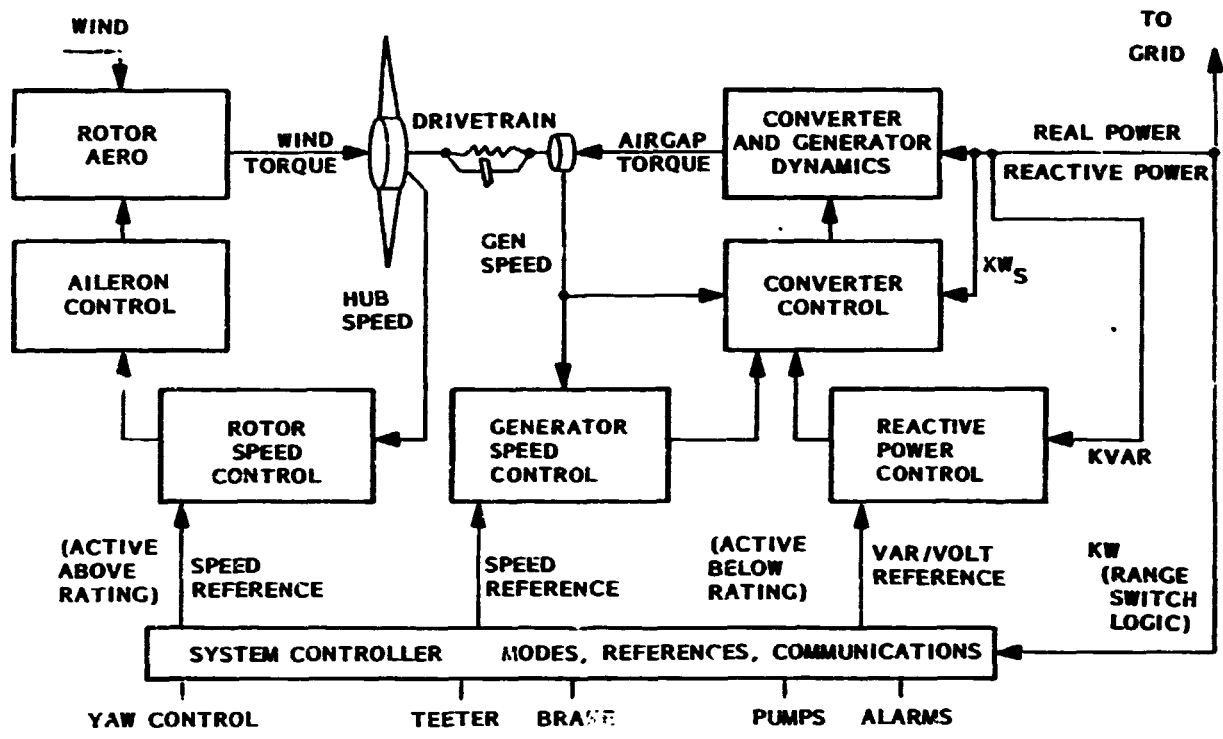 WIND
TO
GRID
ROTOR
AERO
WIND
TORQUE
DRIVETRAIN
AIRGAP
TORQUE
CONVERTER
AND GENERATOR
DYNAMICS
REAL POWER
REACTIVE POWER
AILERON
CONTROL
HUB
SPEED
GEN
SPEED
CONVERTER
CONTROL
KWS
ROTOR
SPEED
CONTROL
GENERATOR
SPEED
CONTROL
REACTIVE
POWER
CONTROL
KVAR
(ACTIVE
ABOVE
RATING)
SPEED
REFERENCE
SPEED
REFERENCE
(ACTIVE
BELOW
RATING)
VAR/VOLT
REFERENCE
KW
(RANGE
SWITCH
LOGIC)
SYSTEM CONTROLLER MODES, REFERENCES, COMMUNICATIONS
YAW CONTROL TEETER BRAKE PUMPS ALARMS